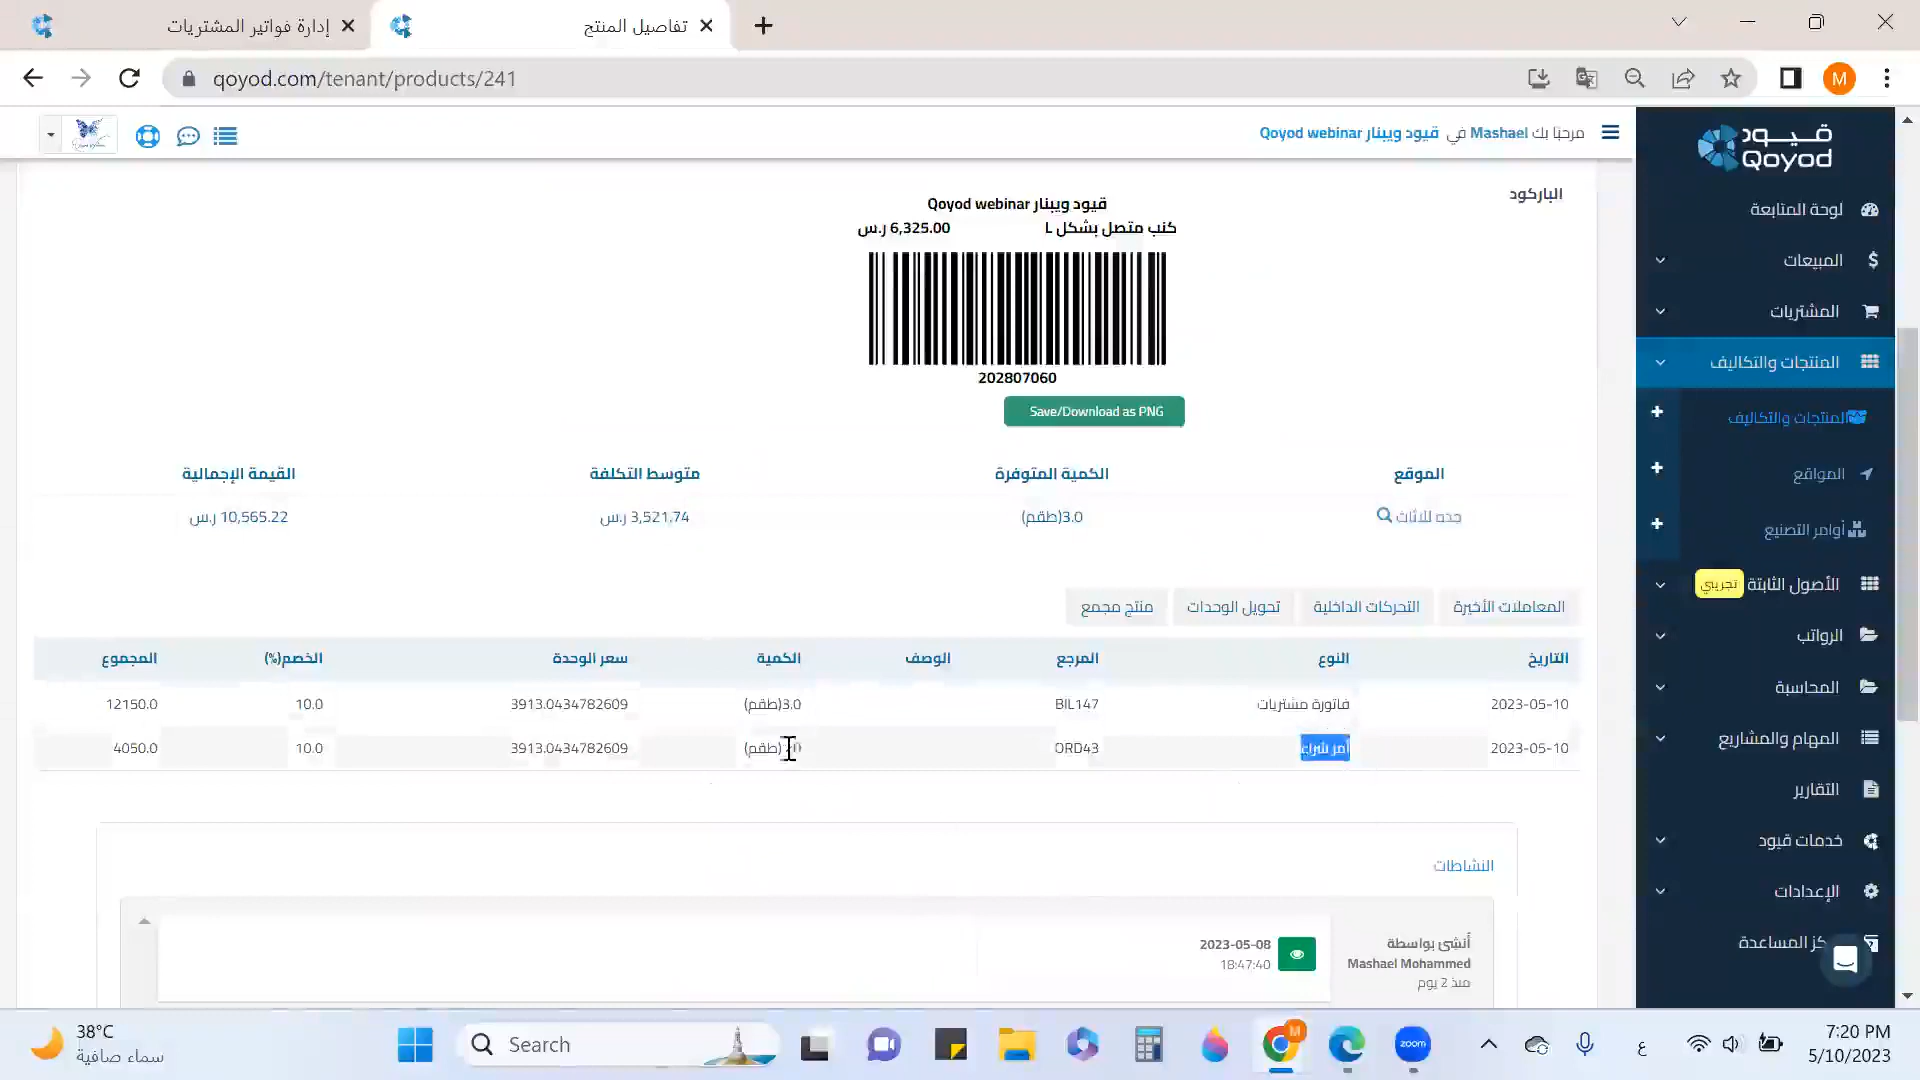 إدارة فواتير المشتريات
تفاصيل المنتج
qoyod.com/tenant/products/241
M
مرحبًا بك Mashael في قيود ويبنار Qoyod webinar
قيود
Qoyod
لوحة المتابعة
المبيعات
المشتريات
المنتجات والتكاليف
المنتجات والتكاليف
المواقع
أوامر التصنيع
الأصول الثابتة تجريبي
الرواتب
المحاسبة
المهام والمشاريع
التقارير
خدمات قيود
الإعدادات
كز المساعدة
الباركود
قيود ويبنار Qoyod webinar
كنب متصل بشكل L 6,325.00 ر.س
202807060
Save/Download as PNG
الموقع الكمية المتوفرة متوسط التكلفة القيمة الإجمالية
جده للاثاث 3.0(طقم) 3,521.74 ر.س 10,565.22 ر.س
المعاملات الأخيرة التحركات الداخلية تحويل الوحدات منتج مجمع
التاريخ النوع المرجع الوصف الكمية سعر الوحدة الخصم(%) المجموع
2023-05-10 فاتورة مشتريات BIL147 3.0(طقم) 3913.0434782609 10.0 12150.0
2023-05-10 أمر شراء ORD43 (طقم) 3913.0434782609 10.0 4050.0
النشاطات
أنشئ بواسطة
Mashael Mohammed
منذ 2 يوم
2023-05-08
18:47:40
38°C
سماء صافية
Search
M
zoom
ع
7:20 PM
5/10/2023